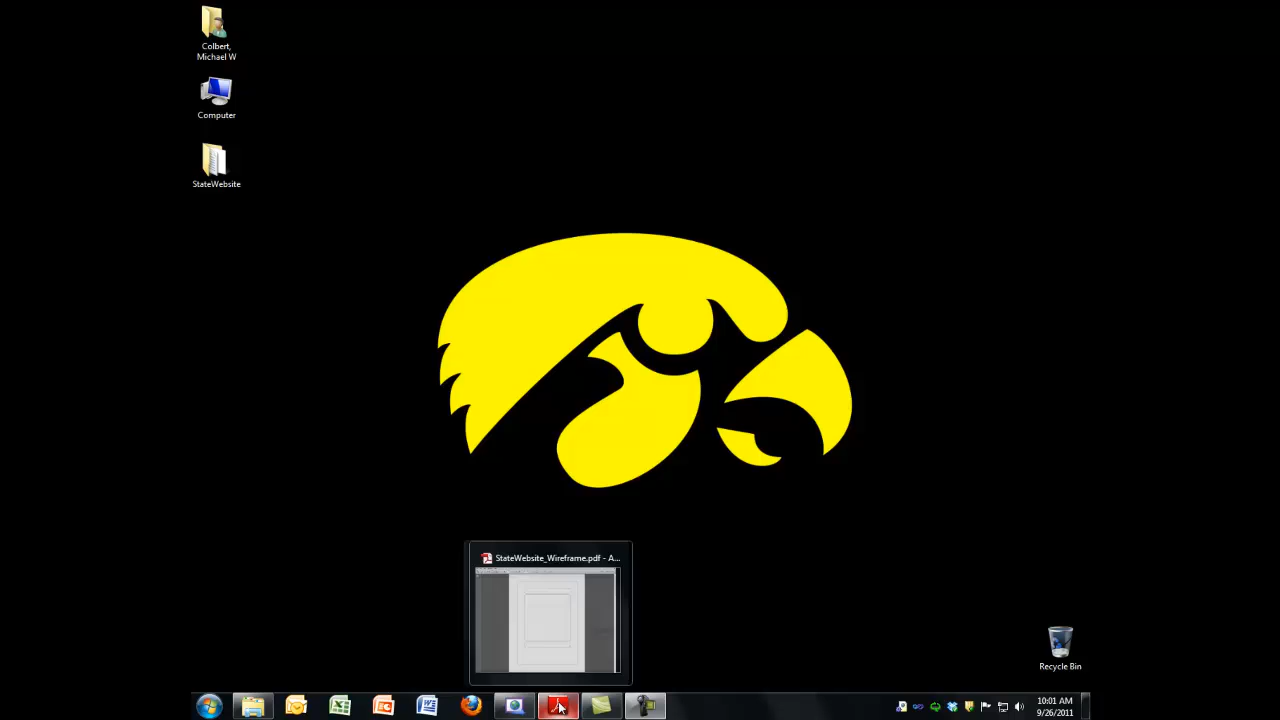 Colbert,
Michael W
Computer
StateWebsite
StateWebsite_Wireframe.pdf - A...
Recycle Bin
10:01 AM
9/26/2011